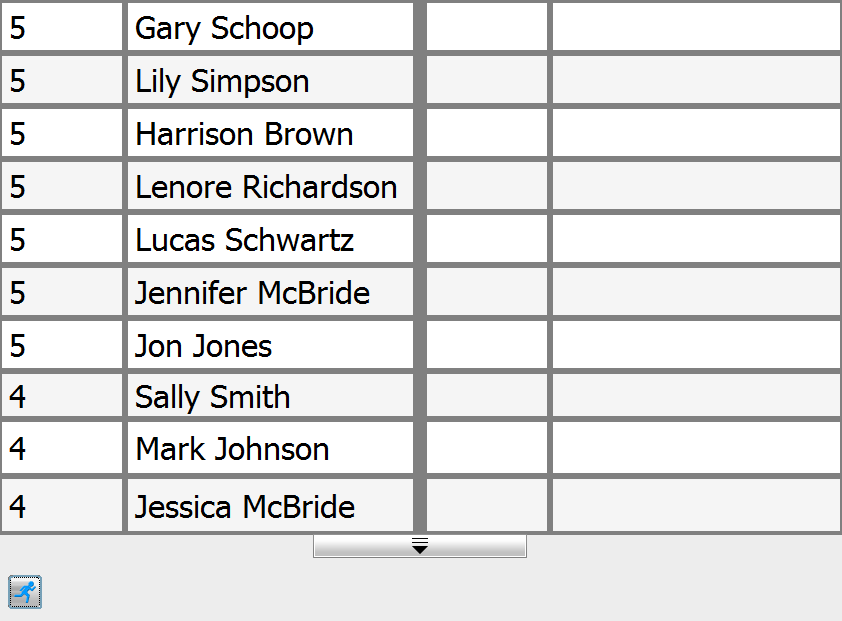 5 Gary Schoop
5 Lily Simpson
5 Harrison Brown
5 Lenore Richardson
5 Lucas Schwartz
5 Jennifer McBride
5 Jon Jones
4 Sally Smith
4 Mark Johnson
4 Jessica McBride